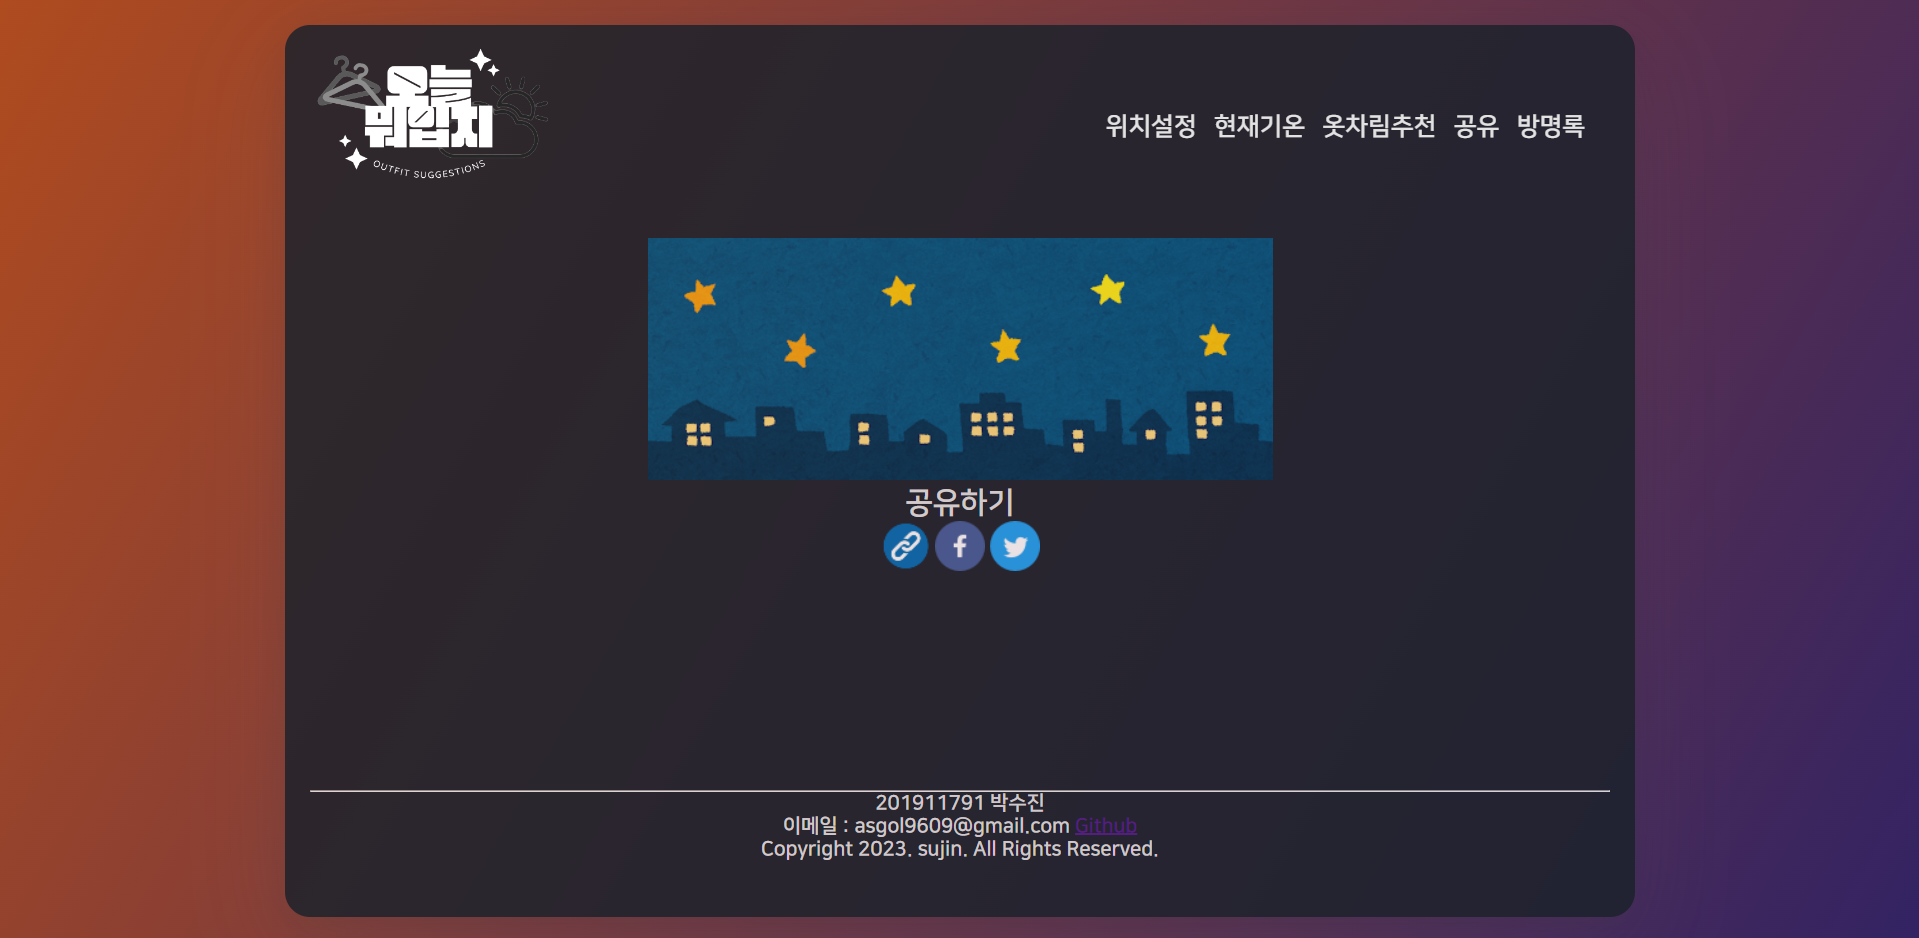 오늘
뭐입지
OUTFIT SUGGESTIONS
위치설정 현재기온 옷차림추천 공유 방명록
공유하기
201911791 박수진
이메일 : asgol9609@gmail.com Github
Copyright 2023. sujin. All Rights Reserved.